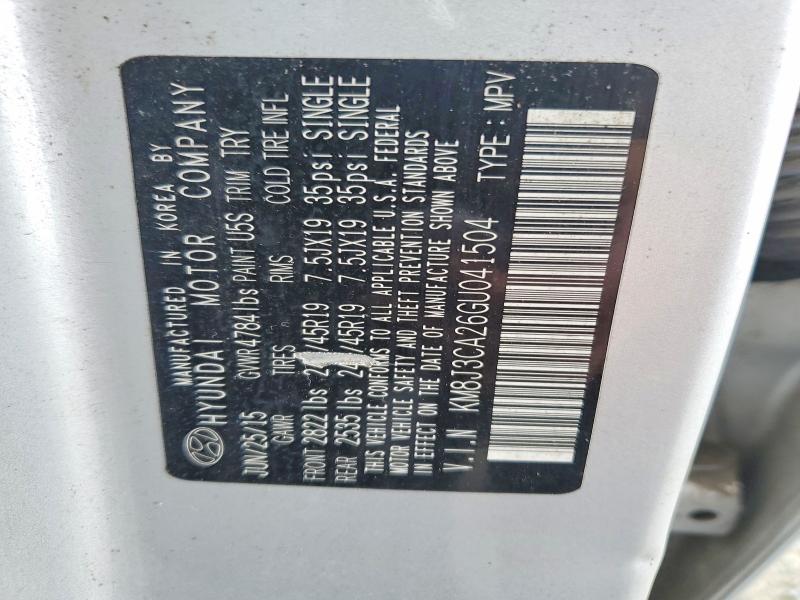 MANUFACTURED IN KOREA BY
HYUNDAI MOTOR COMPANY
JUN/25/15 GVWR 4784 lbs PAINT U5S TRIM TRY
GAWR TIRES RIMS COLD TIRE INFL
FRONT 2822 lbs /45R19 7.5JX19 35psi SINGLE
REAR 2535 lbs /45R19 7.5JX19 35psi SINGLE
THIS VEHICLE CONFORMS TO ALL APPLICABLE U.S.A. FEDERAL
MOTOR VEHICLE SAFETY AND THEFT PREVENTION STANDARDS
IN EFFECT ON THE DATE OF MANUFACTURE SHOWN ABOVE
V.I.N KM8J3CA26GU041504 TYPE : MPV